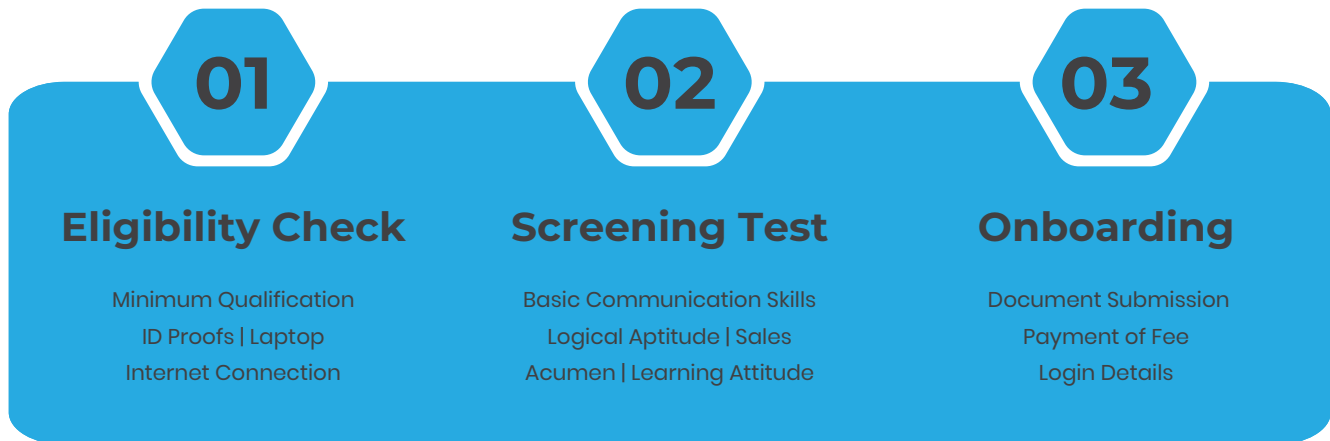 01
Eligibility Check
Minimum Qualification
ID Proofs | Laptop
Internet Connection
02
Screening Test
Basic Communication Skills
Logical Aptitude | Sales
Acumen | Learning Attitude
03
Onboarding
Document Submission
Payment of Fee
Login Details